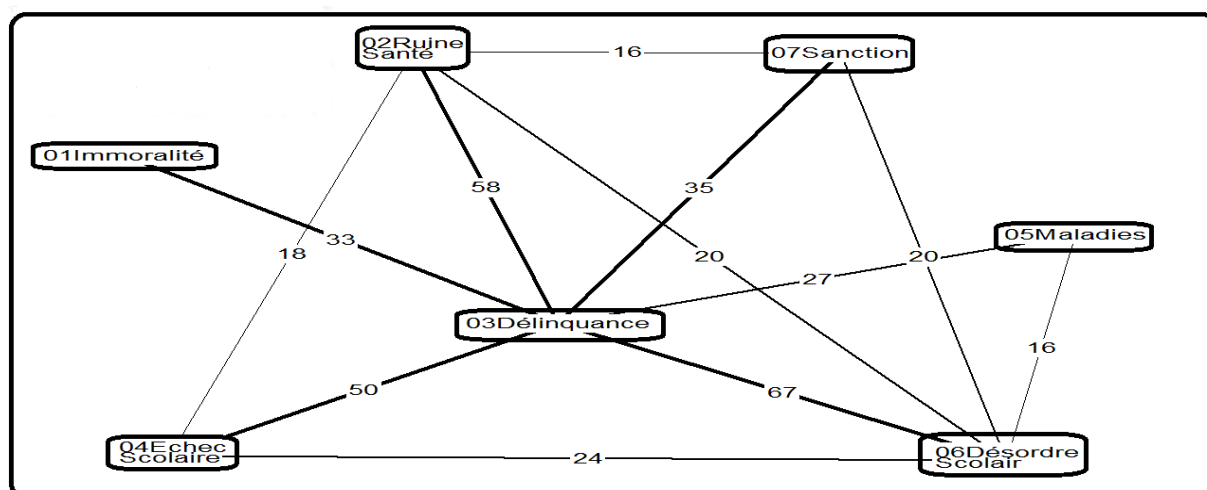 02Ruine
Santé
16
07Sanction
01Immoralité
58
35
33
18
20
20
05Maladies
27
03Délinquance
16
50
67
04Echec
Scolaire
24
06Désordre
Scolair